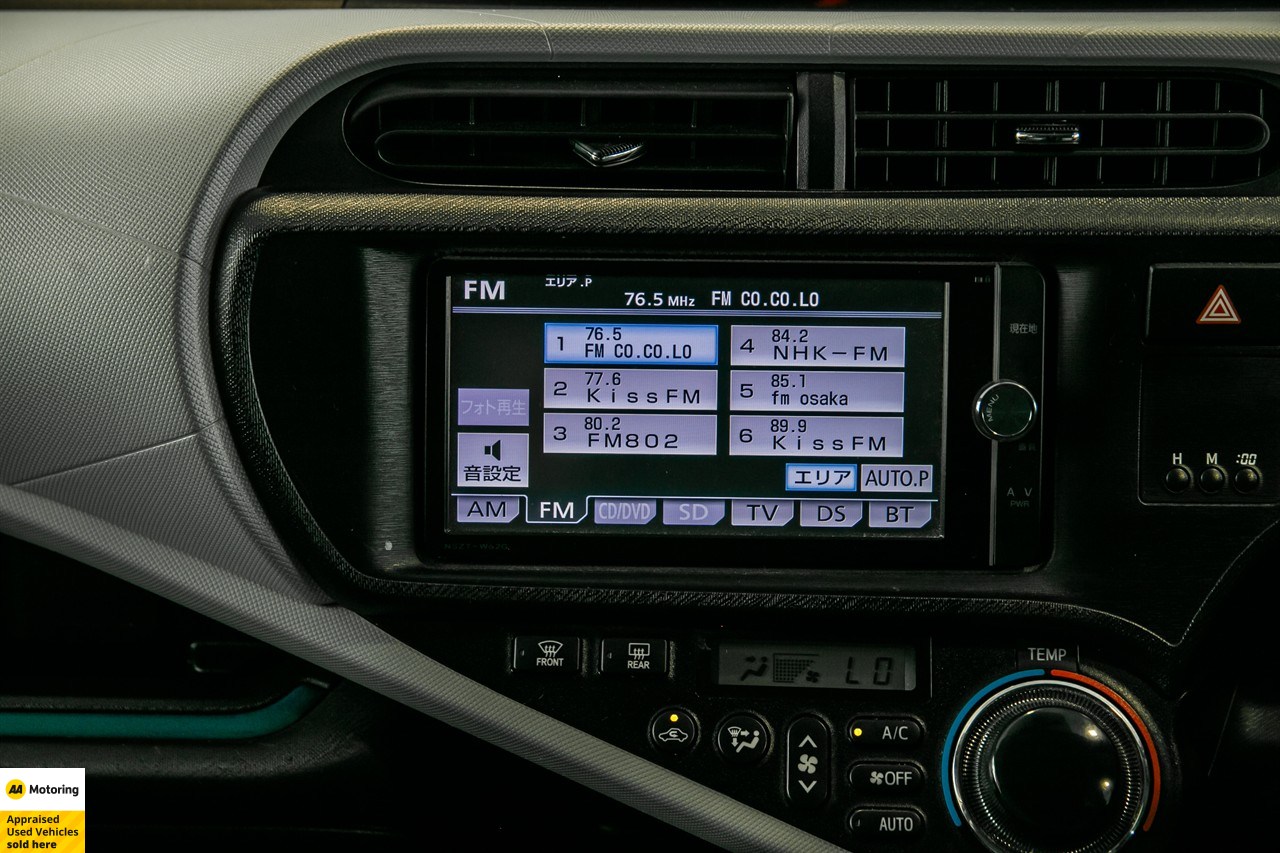 FM
エリア.P
76.5 MHz FM CO.CO.LO
1 76.5
FM CO.CO.LO
4 84.2
NHK-FM
2 77.6
KissFM
5 85.1
fm osaka
3 80.2
FM802
6 89.9
KissFM
フォト再生
音設定
エリア
AUTO.P
AM
FM
CD/DVD
SD
TV
DS
BT
現在地
MENU
A V
PWR
H M :00
FRONT
REAR
LO
TEMP
A/C
OFF
AUTO
AA Motoring
Appraised
Used Vehicles
sold here